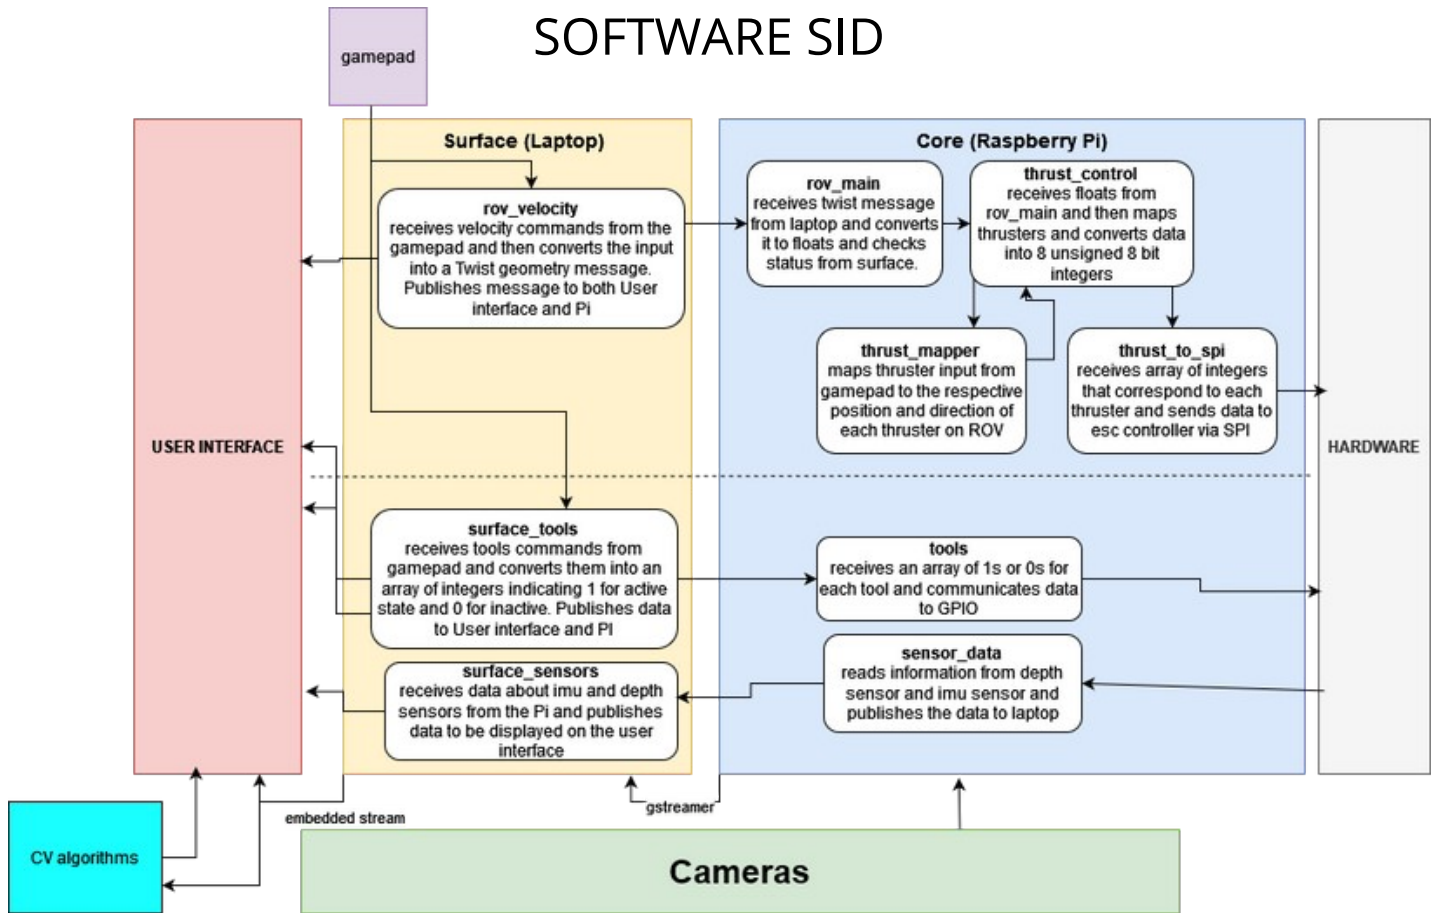 SOFTWARE SID
gamepad
USER INTERFACE
Surface (Laptop)
rov_velocity
receives velocity commands from the
gamepad and then converts the input
into a Twist geometry message.
Publishes message to both User
interface and Pi
surface_tools
receives tools commands from
gamepad and converts them into an
array of integers indicating 1 for active
state and 0 for inactive. Publishes data
to User interface and PI
surface_sensors
receives data about imu and depth
sensors from the Pi and publishes
data to be displayed on the user
interface
Core (Raspberry Pi)
rov_main
receives twist message
from laptop and converts
it to floats and checks
status from surface.
thrust_control
receives floats from
rov_main and then maps
thrusters and converts data
into 8 unsigned 8 bit
integers
thrust_mapper
maps thruster input from
gamepad to the respective
position and direction of
each thruster on ROV
thrust_to_spi
receives array of integers
that correspond to each
thruster and sends data to
esc controller via SPI
tools
receives an array of 1s or 0s for
each tool and communicates data
to GPIO
sensor_data
reads information from depth
sensor and imu sensor and
publishes the data to laptop
HARDWARE
embedded stream
gstreamer
CV algorithms
Cameras